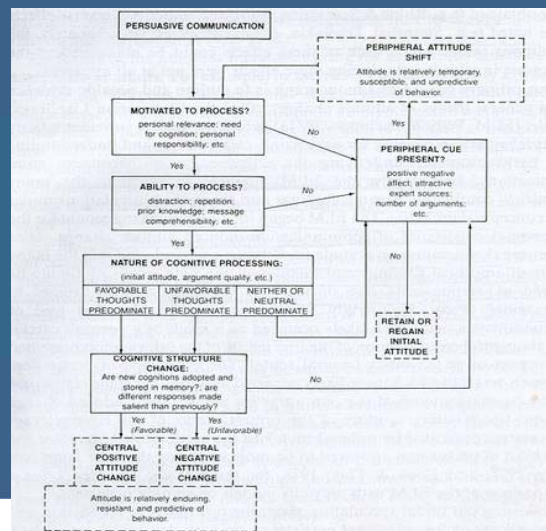 PERSUASIVE COMMUNICATION
PERIPHERAL ATTITUDE
SHIFT
Attitude is relatively temporary,
susceptible, and unpredictive
of behavior.
MOTIVATED TO PROCESS?
personal relevance; need
for cognition; personal
responsibility; etc.
No
Yes
Yes
PERIPHERAL CUE
PRESENT?
positive negative
affect; attractive
expert sources;
number of arguments;
etc.
ABILITY TO PROCESS?
distraction; repetition;
prior knowledge; message
comprehensibility; etc.
No
Yes
NATURE OF COGNITIVE PROCESSING:
(initial attitude, argument quality, etc.)
FAVORABLE
THOUGHTS
PREDOMINATE
UNFAVORABLE
THOUGHTS
PREDOMINATE
NEITHER OR
NEUTRAL
PREDOMINATE
No
RETAIN OR
REGAIN
INITIAL
ATTITUDE
COGNITIVE STRUCTURE
CHANGE:
Are new cognitions adopted and
stored in memory?; are
different responses made
salient than previously?
No
Yes
(Favorable)
Yes
(Unfavorable)
CENTRAL
POSITIVE
ATTITUDE
CHANGE
CENTRAL
NEGATIVE
ATTITUDE
CHANGE
Attitude is relatively enduring,
resistant, and predictive of
behavior.